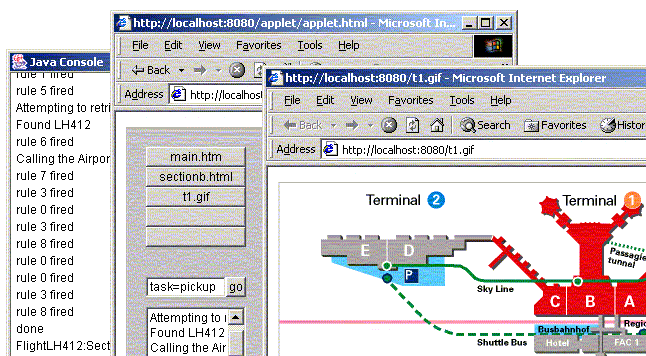 http://localhost:8080/applet/applet.html - Microsoft In...
File Edit View Favorites Tools Help
Back
Address http://localhost
Java Console
rule 1 fired
rule 5 fired
Attempting to retri
Found LH412
rule 6 fired
Calling the Airpor
rule 7 fired
rule 3 fired
rule 0 fired
rule 3 fired
rule 8 fired
rule 0 fired
rule 0 fired
rule 3 fired
rule 8 fired
done
FlightLH412:Sect
main.htm
sectionb.html
t1.gif
task=pickup go
Attempting to r
Found LH412
Calling the Air
http://localhost:8080/t1.gif - Microsoft Internet Explorer
File Edit View Favorites Tools Help
Back Search Favorites Histor
Address http://localhost:8080/t1.gif
Terminal 2
Terminal 1
E D
P
Passagie
tunnel
Sky Line
C B A
Shuttle Bus
Busbahnhof
Regio
Hotel
FAC 1